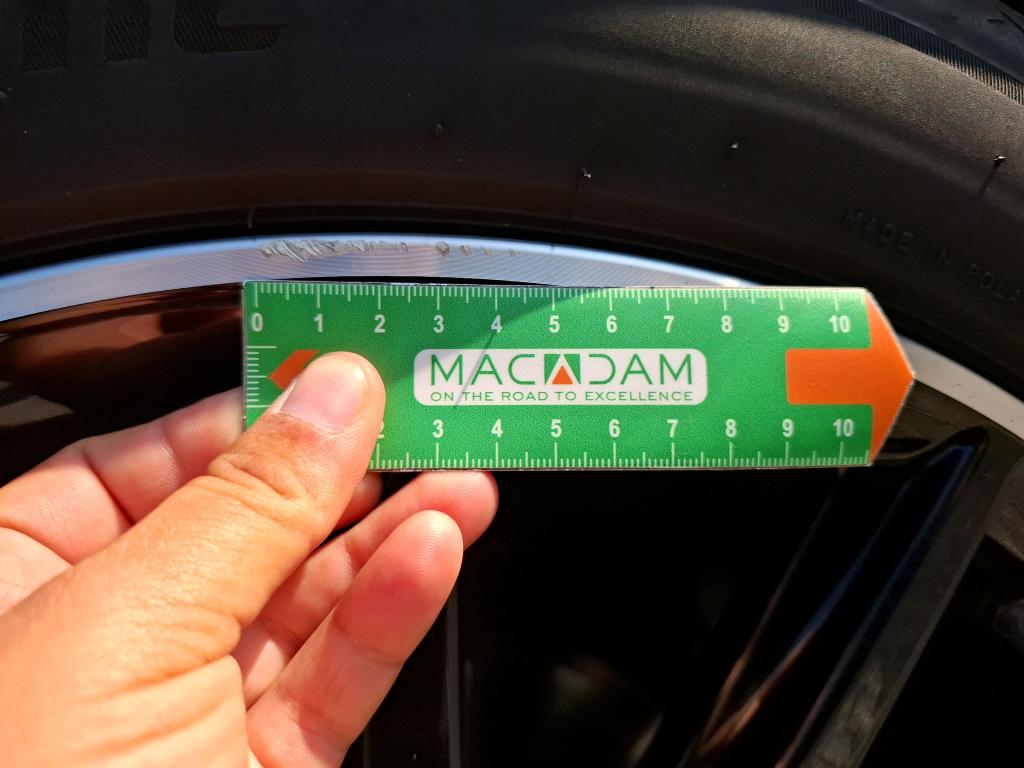 MADE IN POLA
0 1 2 3 4 5 6 7 8 9 10
MACADAM
ON THE ROAD TO EXCELLENCE
2 3 4 5 6 7 8 9 10